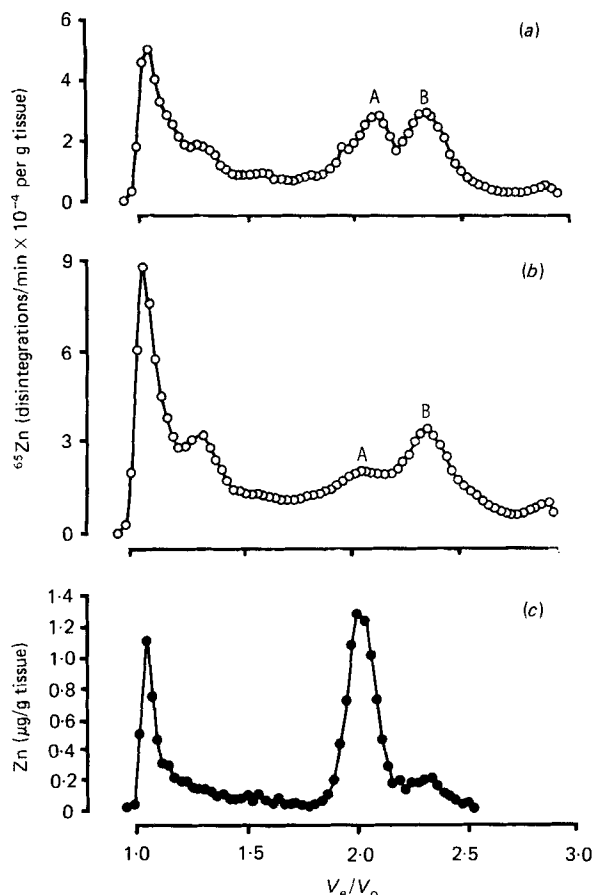 6
4
2
0
(a)
A
B
9
6
3
0
(b)
A
B
⁶⁵Zn (disintegrations/min × 10⁻⁴ per g tissue)
1·4
1·2
1·0
0·8
0·6
0·4
0·2
0
(c)
Zn (μg/g tissue)
1·0
1·5
2·0
2·5
3·0
Vₑ/Vₒ